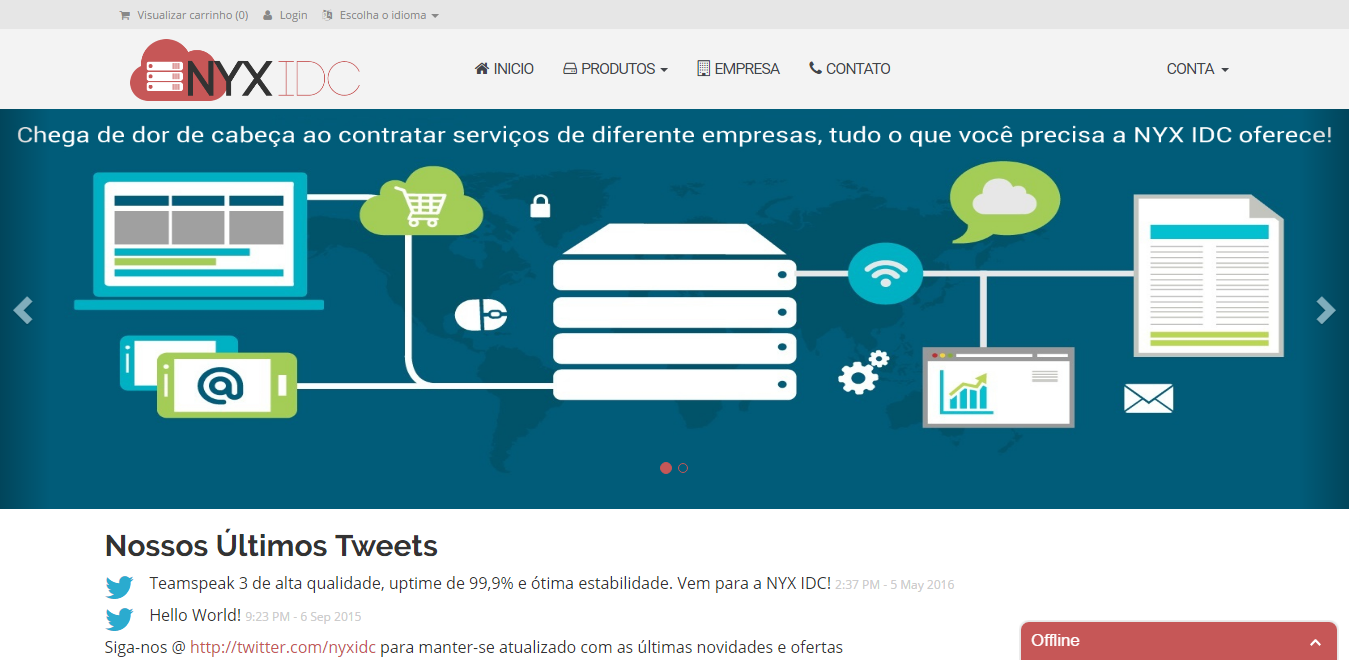 Visualizar carrinho (0) Login Escolha o idioma
NYX IDC
INICIO PRODUTOS EMPRESA CONTATO CONTA
Chega de dor de cabeça ao contratar serviços de diferente empresas, tudo o que você precisa a NYX IDC oferece!
@
Nossos Últimos Tweets
Teamspeak 3 de alta qualidade, uptime de 99,9% e ótima estabilidade. Vem para a NYX IDC! 2:37 PM - 5 May 2016
Hello World! 9:23 PM - 6 Sep 2015
Siga-nos @ http://twitter.com/nyxidc para manter-se atualizado com as últimas novidades e ofertas
Offline